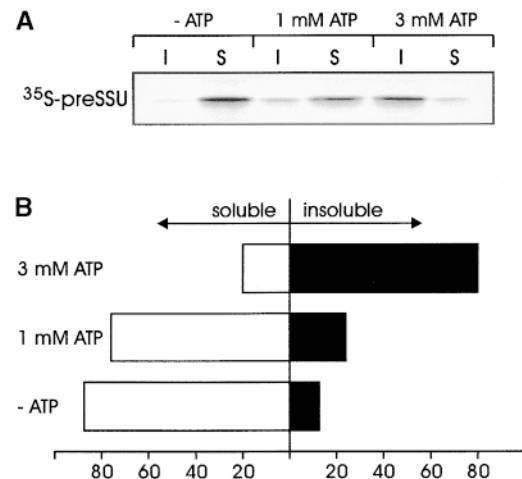 A
- ATP 1 mM ATP 3 mM ATP
I S I S I S
³⁵S-preSSU
B
soluble insoluble
3 mM ATP
1 mM ATP
- ATP
80 60 40 20 20 40 60 80